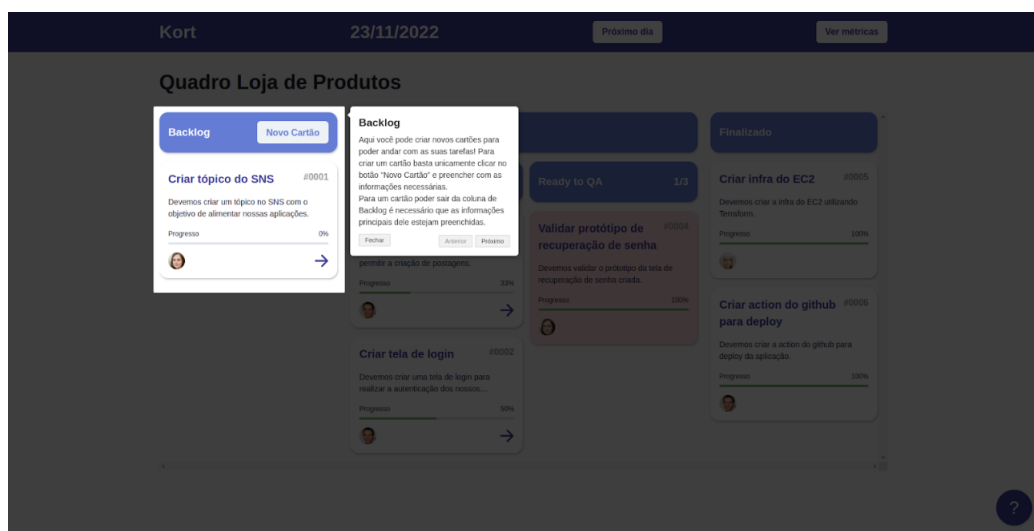 Kort
23/11/2022
Próximo dia
Ver métricas
Quadro Loja de Produtos
Backlog
Novo Cartão
Criar tópico do SNS
#0001
Devemos criar um tópico no SNS com o
objetivo de alimentar nossas aplicações.
Progresso
0%
Backlog
Aqui você pode criar novos cartões para
poder andar com as suas tarefas! Para
criar um cartão basta unicamente clicar no
botão "Novo Cartão" e preencher com as
informações necessárias.
Para um cartão poder sair da coluna de
Backlog é necessário que as informações
principais dele estejam preenchidas.
Fechar
Anterior
Próximo
permitir a criação de postagens.
Progresso
33%
Criar tela de login
#0002
Devemos criar uma tela de login para
realizar a autenticação dos nossos...
Progresso
50%
Ready to QA
1/3
Validar protótipo de
recuperação de senha
#0004
Devemos validar o protótipo da tela de
recuperação de senha criada.
Progresso
100%
Finalizado
Criar infra do EC2
#0005
Devemos criar a infra do EC2 utilizando
Terraform.
Progresso
100%
Criar action do github
para deploy
#0006
Devemos criar a action do github para
deploy da aplicação.
Progresso
100%
?